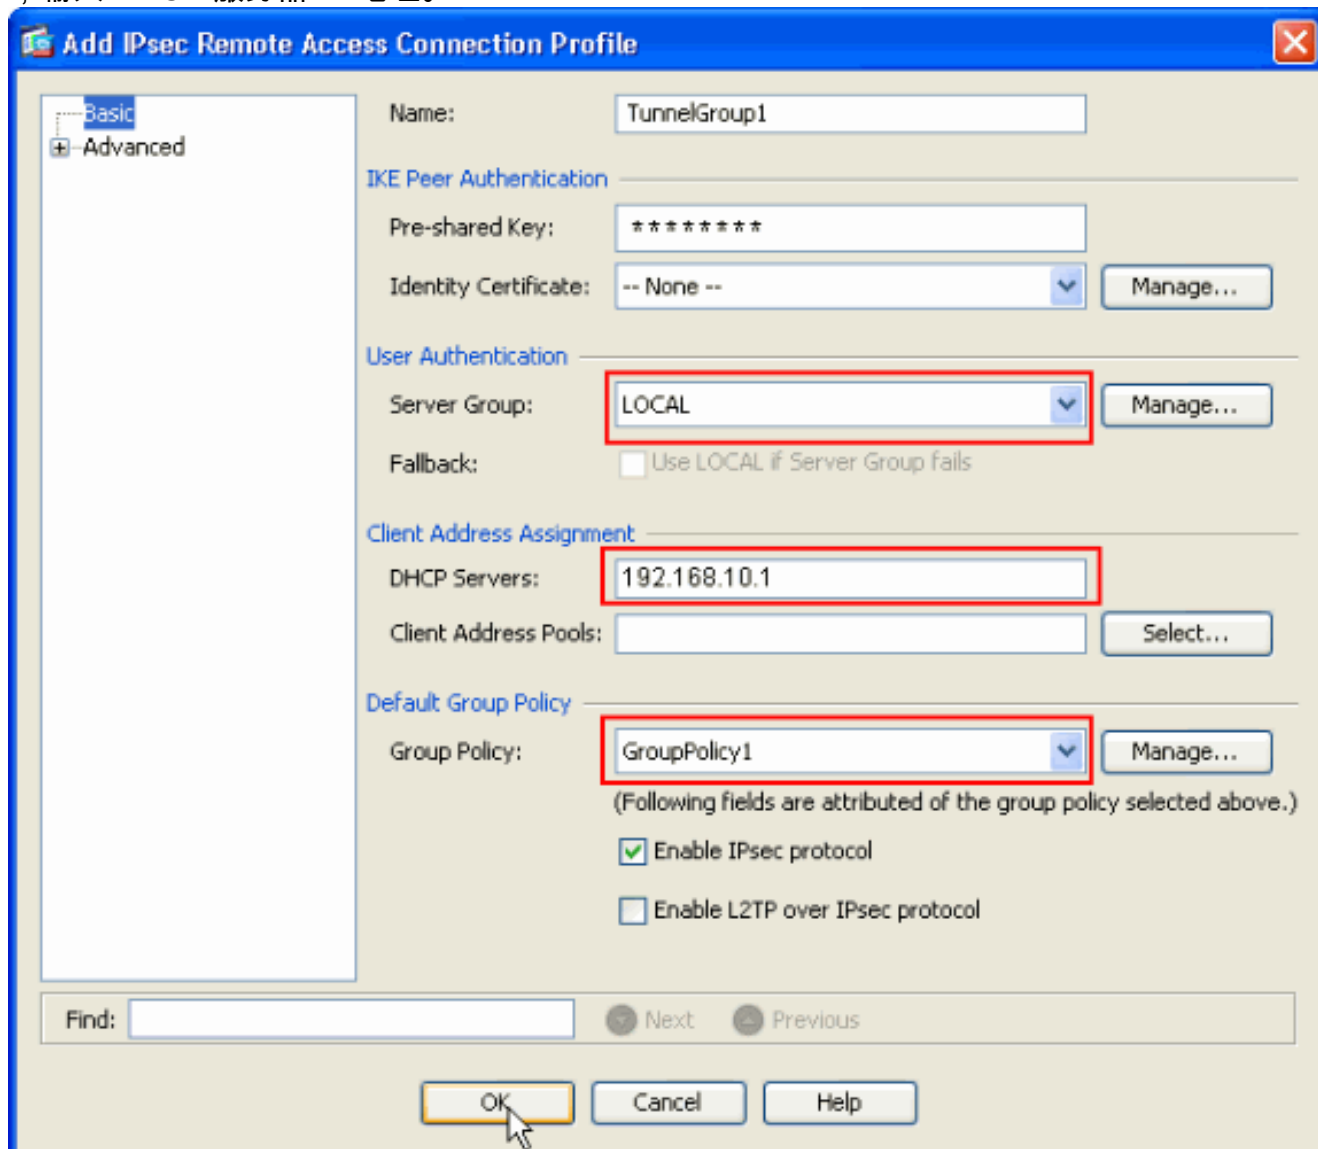 Add IPsec Remote Access Connection Profile
Basic
Advanced
Name: TunnelGroup1
IKE Peer Authentication
Pre-shared Key: ********
Identity Certificate: -- None -- Manage...
User Authentication
Server Group: LOCAL Manage...
Fallback: Use LOCAL if Server Group fails
Client Address Assignment
DHCP Servers: 192.168.10.1
Client Address Pools: Select...
Default Group Policy
Group Policy: GroupPolicy1 Manage...
(Following fields are attributed of the group policy selected above.)
Enable IPsec protocol
Enable L2TP over IPsec protocol
Find: Next Previous
OK Cancel Help